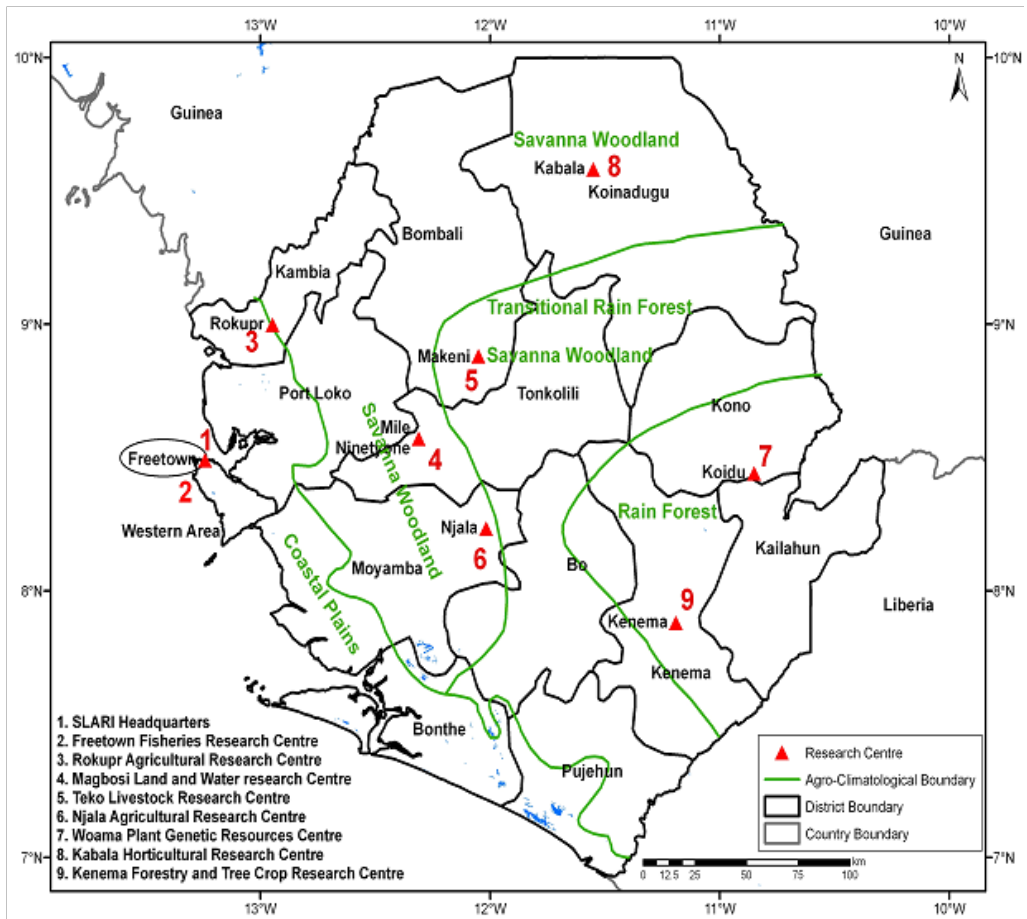 13°W
12°W
11°W
10°W
10°N
10°N
N
Guinea
Savanna Woodland
Kabala
8
Koinadugu
Bombali
Guinea
Kambia
Transitional Rain Forest
9°N
Rokupr
9°N
3
Makeni
Savanna Woodland
5
Tonkolili
Port Loko
Kono
Savanna Woodland
Mile
Ninetyone
4
1
Freetown
7
Koidu
2
Rain Forest
Western Area
Njala
Kailahun
6
Coastal Plains
Moyamba
Bo
8°N
8°N
Liberia
9
Kenema
Kenema
Bonthe
Pujehun
1. SLARI Headquarters
2. Freetown Fisheries Research Centre
3. Rokupr Agricultural Research Centre
4. Magbosi Land and Water research Centre
5. Teko Livestock Research Centre
6. Njala Agricultural Research Centre
7. Woama Plant Genetic Resources Centre
8. Kabala Horticultural Research Centre
9. Kenema Forestry and Tree Crop Research Centre
Research Centre
Agro-Climatological Boundary
District Boundary
Country Boundary
7°N
7°N
km
0 12.5 25 50 75 100
13°W
12°W
11°W
10°W